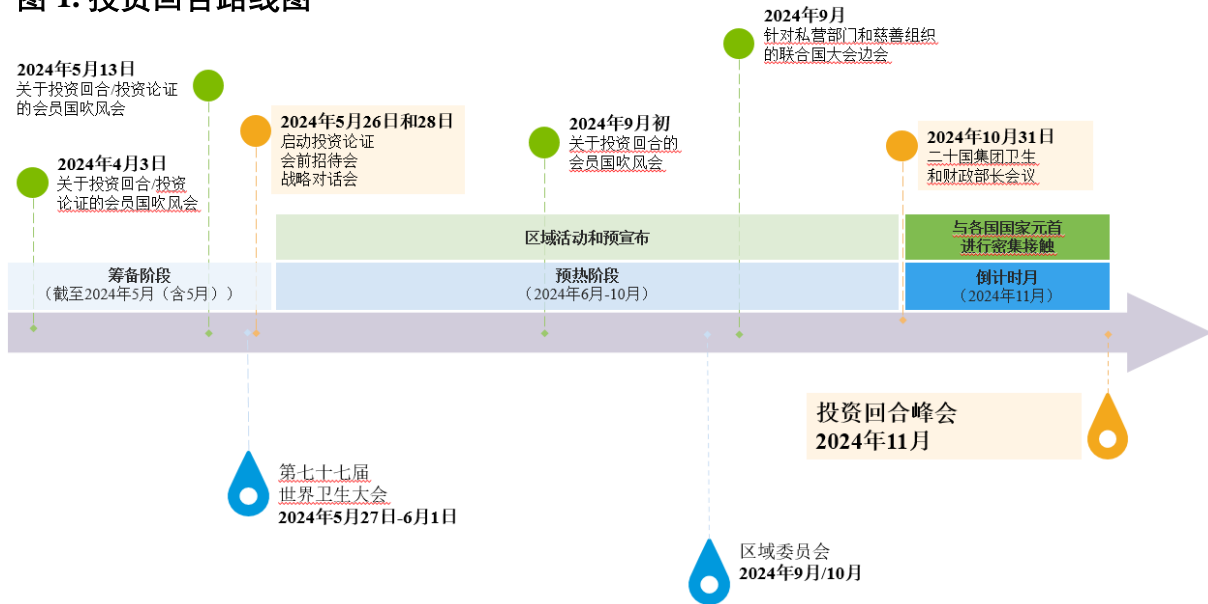 图 1. 投资回合路线图
2024年9月
针对私营部门和慈善组织
的联合国大会边会
2024年5月13日
关于投资回合/投资论证
的会员国吹风会
2024年5月26日和28日
启动投资论证
会前招待会
战略对话会
2024年9月初
关于投资回合的
会员国吹风会
2024年10月31日
二十国集团卫生
和财政部长会议
2024年4月3日
关于投资回合/投资
论证的会员国吹风会
区域活动和预宣布
与各国国家元首
进行密集接触
筹备阶段
（截至2024年5月（含5月））
预热阶段
（2024年6月-10月）
倒计时月
（2024年11月）
投资回合峰会
2024年11月
第七十七届
世界卫生大会
2024年5月27日-6月1日
区域委员会
2024年9月/10月